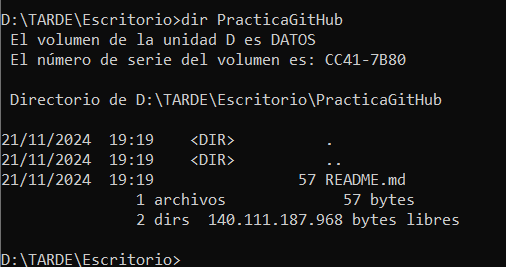 D:\TARDE\Escritorio>dir PracticaGitHub
 El volumen de la unidad D es DATOS
 El número de serie del volumen es: CC41-7B80

 Directorio de D:\TARDE\Escritorio\PracticaGitHub

21/11/2024  19:19    <DIR>          .
21/11/2024  19:19    <DIR>          ..
21/11/2024  19:19                57 README.md
               1 archivos             57 bytes
               2 dirs  140.111.187.968 bytes libres

D:\TARDE\Escritorio>